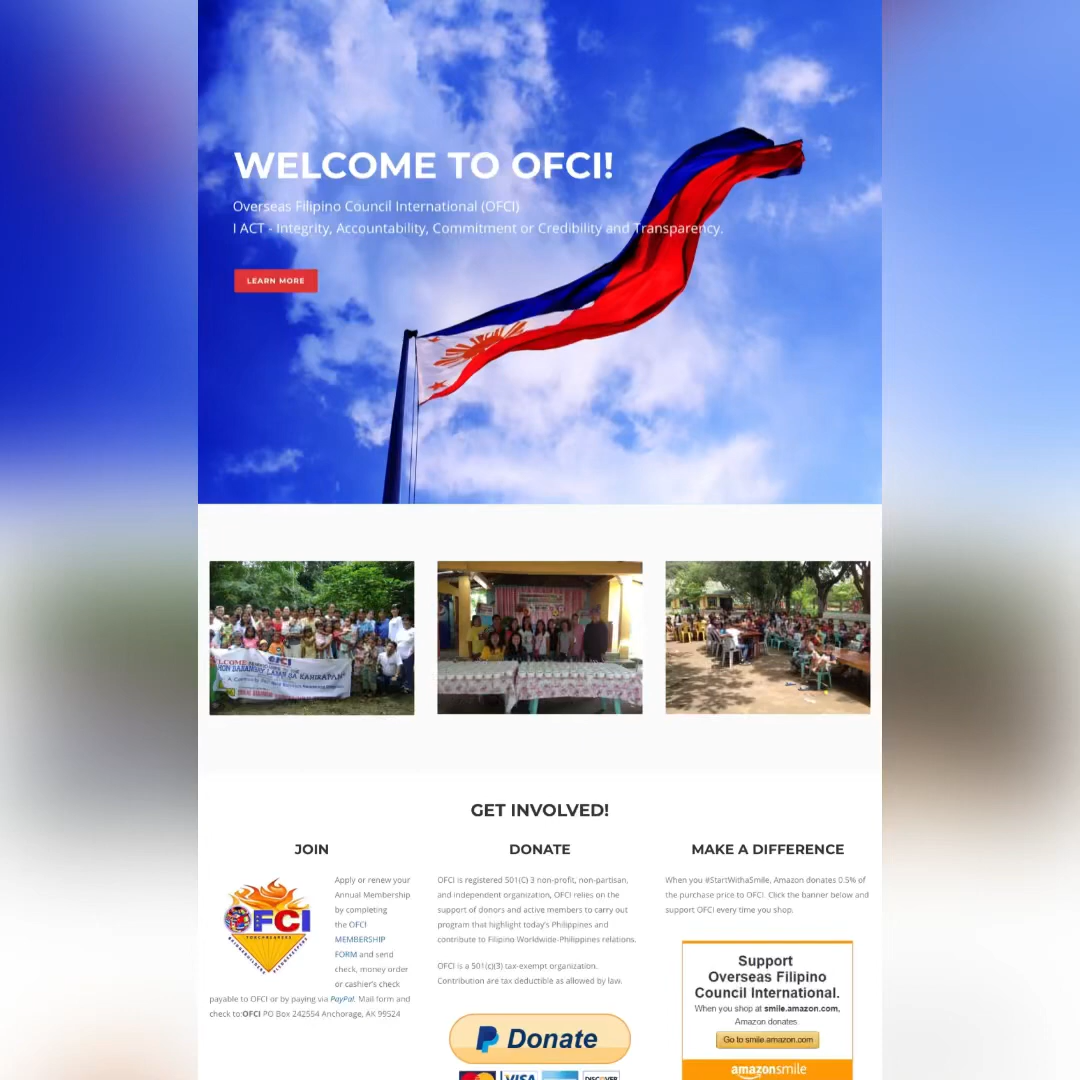 WELCOME TO OFCI!
Overseas Filipino Council International (OFCI)
I ACT - Integrity, Accountability, Commitment or Credibility and Transparency.
LEARN MORE
OFCI
BARANGAY LABAN SA KAHIRAPAN
GET INVOLVED!
JOIN
OFCI
TORCHBEARERS
Apply or renew your
Annual Membership
by completing
the OFCI
MEMBERSHIP
FORM and send
check, money order
or cashier's check
payable to OFCI or by paying via PayPal. Mail form and
check to:OFCI PO Box 242554 Anchorage, AK 99524
DONATE
OFCI is registered 501(C) 3 non-profit, non-partisan,
and independent organization, OFCI relies on the
support of donors and active members to carry out
program that highlight today's Philippines and
contribute to Filipino Worldwide-Philippines relations.
OFCI is a 501(c)(3) tax-exempt organization.
Contribution are tax deductible as allowed by law.
Donate
VISA
DISCOVER
MAKE A DIFFERENCE
When you #StartWithaSmile, Amazon donates 0.5% of
the purchase price to OFCI. Click the banner below and
support OFCI every time you shop.
Support
Overseas Filipino
Council International.
When you shop at smile.amazon.com,
Amazon donates.
Go to smile.amazon.com
amazonsmile